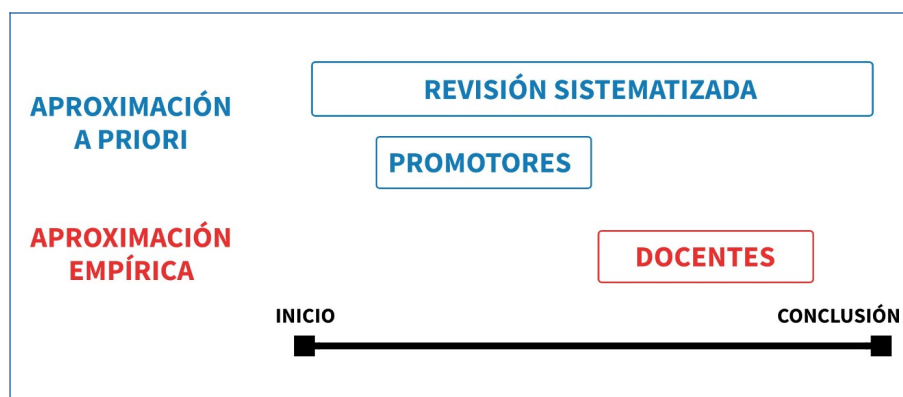 APROXIMACIÓN
A PRIORI
REVISIÓN SISTEMATIZADA
PROMOTORES
APROXIMACIÓN
EMPÍRICA
DOCENTES
INICIO
CONCLUSIÓN